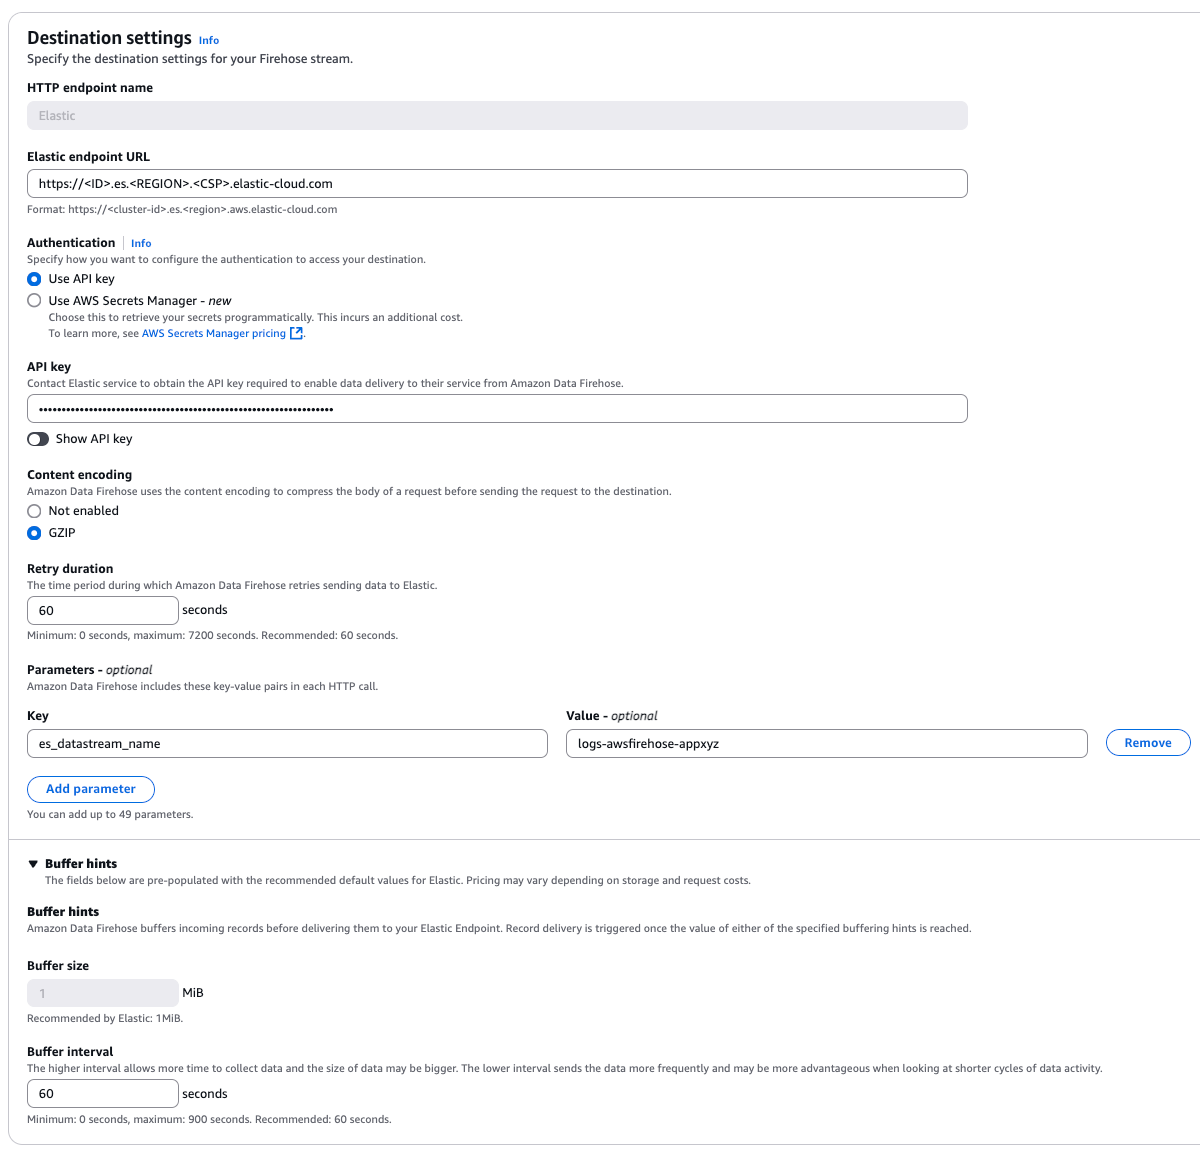 Destination settings Info
Specify the destination settings for your Firehose stream.
HTTP endpoint name
Elastic
Elastic endpoint URL
https://<ID>.es.<REGION>.<CSP>.elastic-cloud.com
Format: https://<cluster-id>.es.<region>.aws.elastic-cloud.com
Authentication Info
Specify how you want to configure the authentication to access your destination.
Use API key
Use AWS Secrets Manager - new
Choose this to retrieve your secrets programmatically. This incurs an additional cost.
To learn more, see AWS Secrets Manager pricing.
API key
Contact Elastic service to obtain the API key required to enable data delivery to their service from Amazon Data Firehose.
Show API key
Content encoding
Amazon Data Firehose uses the content encoding to compress the body of a request before sending the request to the destination.
Not enabled
GZIP
Retry duration
The time period during which Amazon Data Firehose retries sending data to Elastic.
60 seconds
Minimum: 0 seconds, maximum: 7200 seconds. Recommended: 60 seconds.
Parameters - optional
Amazon Data Firehose includes these key-value pairs in each HTTP call.
Key Value - optional
es_datastream_name logs-awsfirehose-appxyz Remove
Add parameter
You can add up to 49 parameters.
Buffer hints
The fields below are pre-populated with the recommended default values for Elastic. Pricing may vary depending on storage and request costs.
Buffer hints
Amazon Data Firehose buffers incoming records before delivering them to your Elastic Endpoint. Record delivery is triggered once the value of either of the specified buffering hints is reached.
Buffer size
1 MiB
Recommended by Elastic: 1MiB.
Buffer interval
The higher interval allows more time to collect data and the size of data may be bigger. The lower interval sends the data more frequently and may be more advantageous when looking at shorter cycles of data activity.
60 seconds
Minimum: 0 seconds, maximum: 900 seconds. Recommended: 60 seconds.